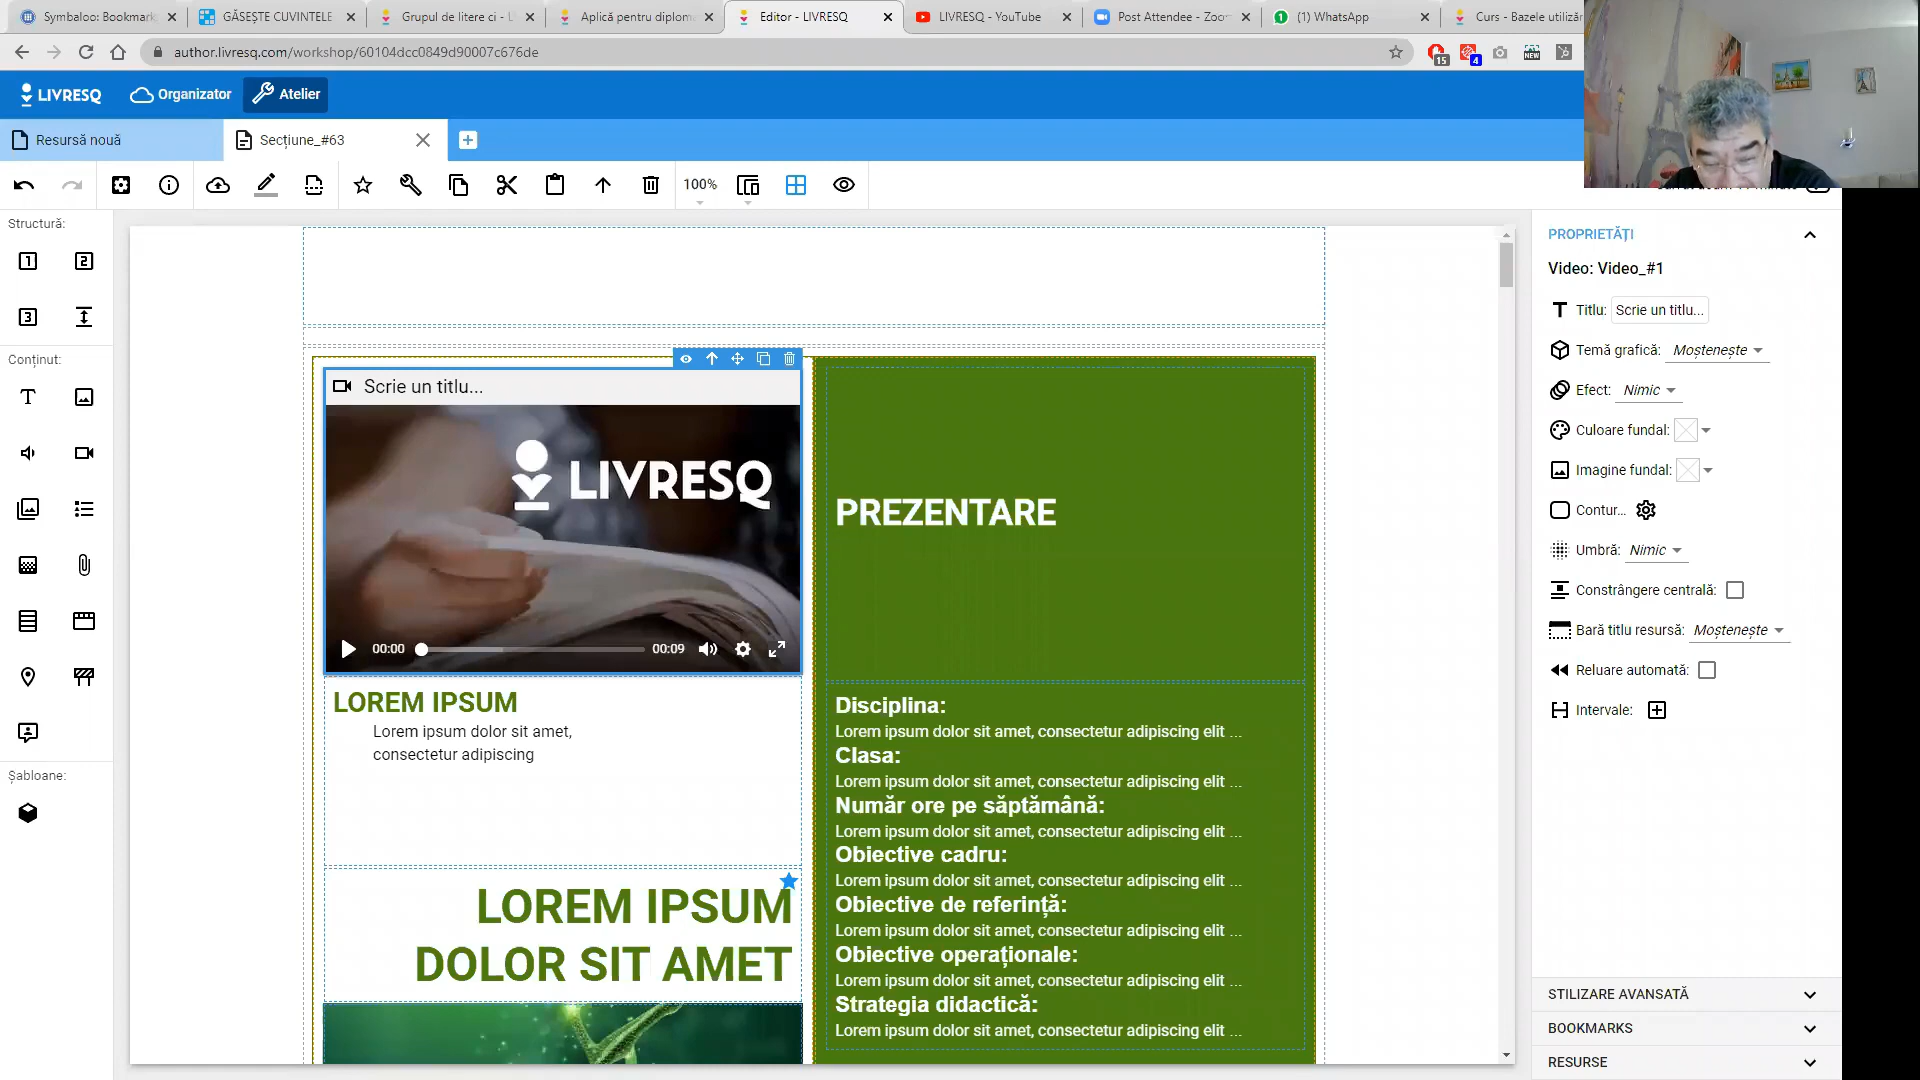 Symbaloo: Bookmark
GĂSEȘTE CUVINTELE
Grupul de litere ci - L
Aplică pentru diplom
Editor - LIVRESQ
LIVRESQ - YouTube
Post Attendee - Zoom
(1) WhatsApp
Curs - Bazele utilizăr
author.livresq.com/workshop/60104dcc0849d90007c676de
15
4
NEW
LIVRESQ
Organizator
Atelier
Resursă nouă
Secțiune_#63
100%
Structură:
1
2
3
Conținut:
Șabloane:
Scrie un titlu...
LIVRESQ
00:00
00:09
LOREM IPSUM
Lorem ipsum dolor sit amet,
consectetur adipiscing
LOREM IPSUM
DOLOR SIT AMET
PREZENTARE
Disciplina:
Lorem ipsum dolor sit amet, consectetur adipiscing elit ...
Clasa:
Lorem ipsum dolor sit amet, consectetur adipiscing elit ...
Număr ore pe săptămână:
Lorem ipsum dolor sit amet, consectetur adipiscing elit ...
Obiective cadru:
Lorem ipsum dolor sit amet, consectetur adipiscing elit ...
Obiective de referință:
Lorem ipsum dolor sit amet, consectetur adipiscing elit ...
Obiective operaționale:
Lorem ipsum dolor sit amet, consectetur adipiscing elit ...
Strategia didactică:
Lorem ipsum dolor sit amet, consectetur adipiscing elit ...
PROPRIETĂȚI
Video: Video_#1
Titlu: Scrie un titlu...
Temă grafică: Moștenește
Efect: Nimic
Culoare fundal:
Imagine fundal:
Contur...
Umbră: Nimic
Constrângere centrală:
Bară titlu resursă: Moștenește
Reluare automată:
Intervale:
STILIZARE AVANSATĂ
BOOKMARKS
RESURSE